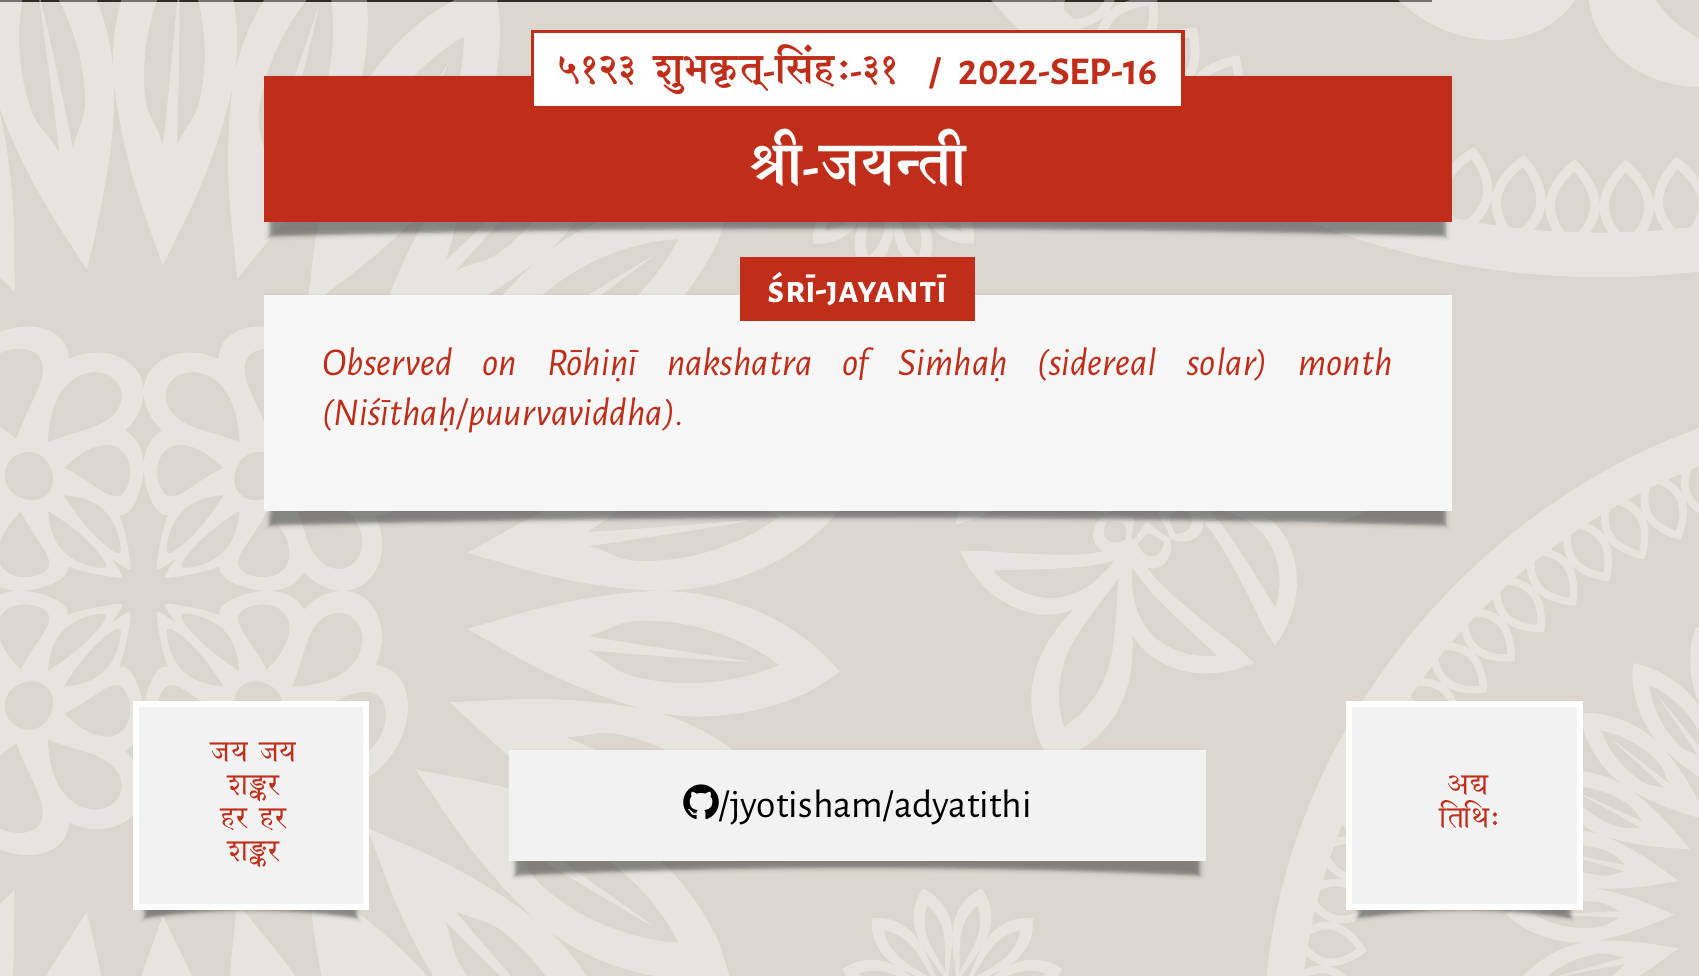 ५१२३ शुभकृत्-सिंहः-३१ / 2022-SEP-16
श्री-जयन्ती
ŚRĪ-JAYANTĪ
Observed on Rōhiṇī nakshatra of Siṁhaḥ (sidereal solar) month
(Niśīthaḥ/puurvaviddha).
जय जय
शङ्कर
हर हर
शङ्कर
/jyotisham/adyatithi
अद्य
तिथिः